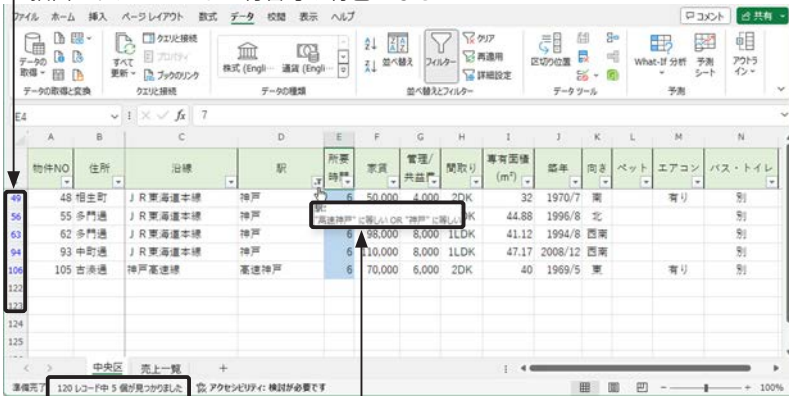 ファイル ホーム 挿入 ページ レイアウト 数式 データ 校閲 表示 ヘルプ コメント 共有
データの取得 すべて更新 クエリと接続 プロパティ ブックのリンク 株式 (Engli… 通貨 (Engli… 並べ替え フィルター クリア 再適用 詳細設定 区切り位置 What-If 分析 予測シート アウトライン
データの取得と変換 クエリと接続 データの種類 並べ替えとフィルター データ ツール 予測
E4 fx 7
A B C D E F G H I J K L M N
物件NO 住所 沿線 駅 所要時間 家賃 管理/共益費 間取り 専有面積(m²) 築年 向き ペット エアコン バス・トイレ
49 48 相生町 JR東海道本線 神戸 6 50,000 4,000 2DK 32 1970/7 南 有り 別
56 55 多門通 JR東海道本線 神戸 44.88 1996/8 北 別
63 62 多門通 JR東海道本線 神戸 6 98,000 8,000 1LDK 41.12 1994/8 西南 別
94 93 中町通 JR東海道本線 神戸 6 110,000 8,000 1LDK 47.17 2008/12 西南 別
106 105 古湊通 神戸高速線 高速神戸 6 70,000 6,000 2DK 40 1969/5 東 有り 別
駅:
"高速神戸" に等しい OR "神戸" に等しい
122
123
124
125
中央区 売上一覧 +
準備完了 120 レコード中 5 個が見つかりました アクセシビリティ: 検討が必要です 100%